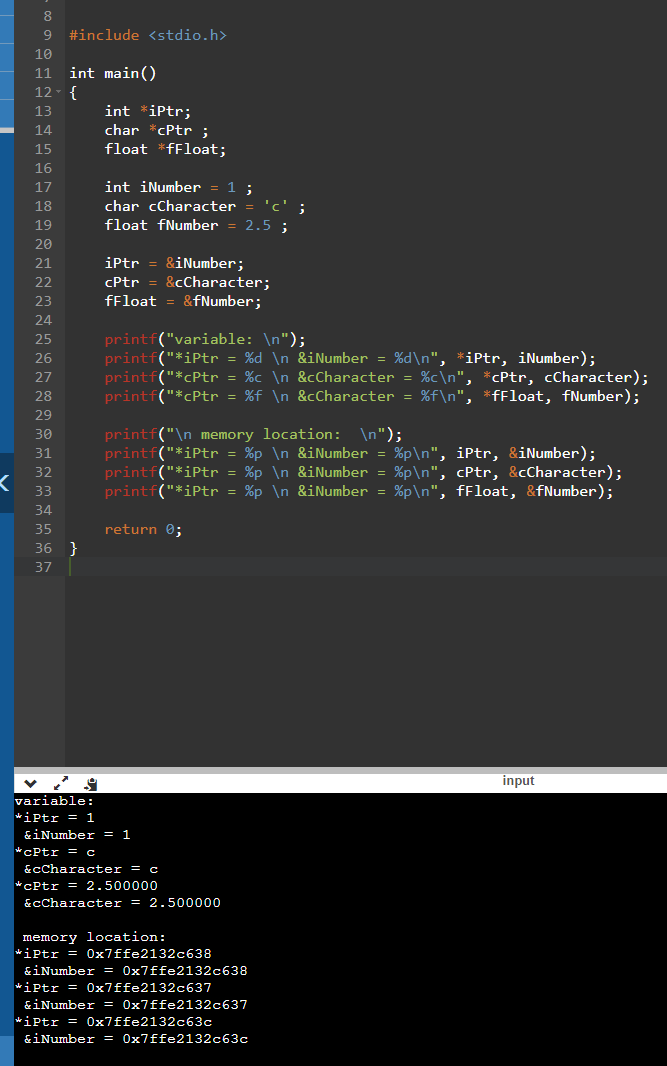 8
9 #include <stdio.h>
10
11 int main()
12 {
13     int *iPtr;
14     char *cPtr ;
15     float *fFloat;
16
17     int iNumber = 1 ;
18     char cCharacter = 'c' ;
19     float fNumber = 2.5 ;
20
21     iPtr = &iNumber;
22     cPtr = &cCharacter;
23     fFloat = &fNumber;
24
25     printf("variable: \n");
26     printf("*iPtr = %d \n &iNumber = %d\n", *iPtr, iNumber);
27     printf("*cPtr = %c \n &cCharacter = %c\n", *cPtr, cCharacter);
28     printf("*cPtr = %f \n &cCharacter = %f\n", *fFloat, fNumber);
29
30     printf("\n memory location:  \n");
31     printf("*iPtr = %p \n &iNumber = %p\n", iPtr, &iNumber);
32     printf("*iPtr = %p \n &iNumber = %p\n", cPtr, &cCharacter);
33     printf("*iPtr = %p \n &iNumber = %p\n", fFloat, &fNumber);
34
35     return 0;
36 }
37
input
variable:
*iPtr = 1
 &iNumber = 1
*cPtr = c
 &cCharacter = c
*cPtr = 2.500000
 &cCharacter = 2.500000

 memory location:
*iPtr = 0x7ffe2132c638
 &iNumber = 0x7ffe2132c638
*iPtr = 0x7ffe2132c637
 &iNumber = 0x7ffe2132c637
*iPtr = 0x7ffe2132c63c
 &iNumber = 0x7ffe2132c63c